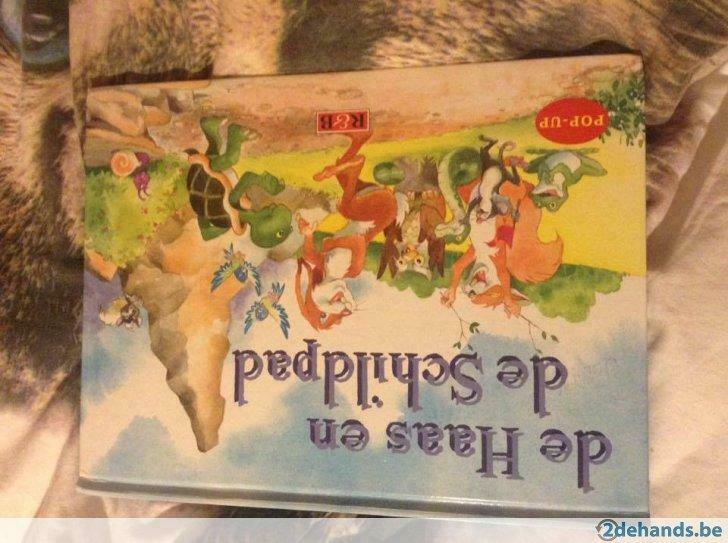 de Haas en
de Schildpad
POP-UP
R&B
2dehands.be